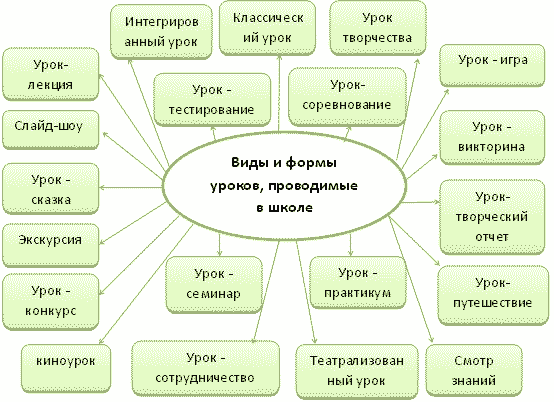 Интегриров
анный урок
Классическ
ий урок
Урок
творчества
Урок-
лекция
Урок - игра
Урок -
тестирование
Урок-
соревнование
Слайд-шоу
Урок -
викторина
Виды и формы
уроков, проводимые
в школе
Урок -
сказка
Урок-
творческий
отчет
Экскурсия
Урок -
семинар
Урок -
практикум
Урок-
путешествие
Урок -
конкурс
киноурок
Урок -
сотрудничество
Театрализован
ный урок
Смотр
знаний